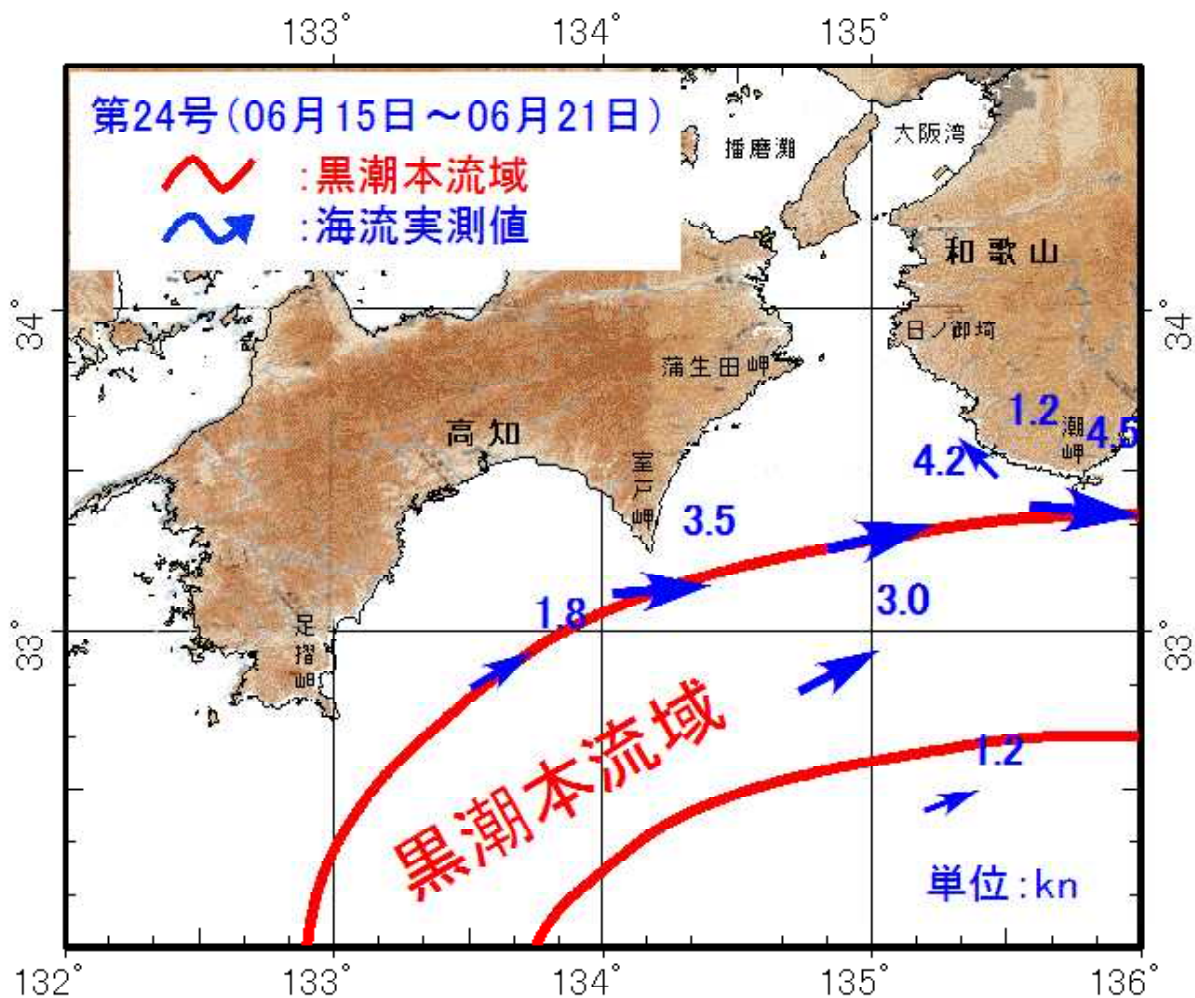 133° 134° 135°
第24号(06月15日～06月21日)
:黒潮本流域
:海流実測値
播磨灘
大阪湾
和歌山
34° 34°
日ノ御埼
蒲生田岬
高知
室戸岬
潮岬
1.2
4.5
4.2
3.5
1.8
3.0
足摺岬
33° 33°
黒潮本流域
1.2
単位:kn
132° 133° 134° 135° 136°